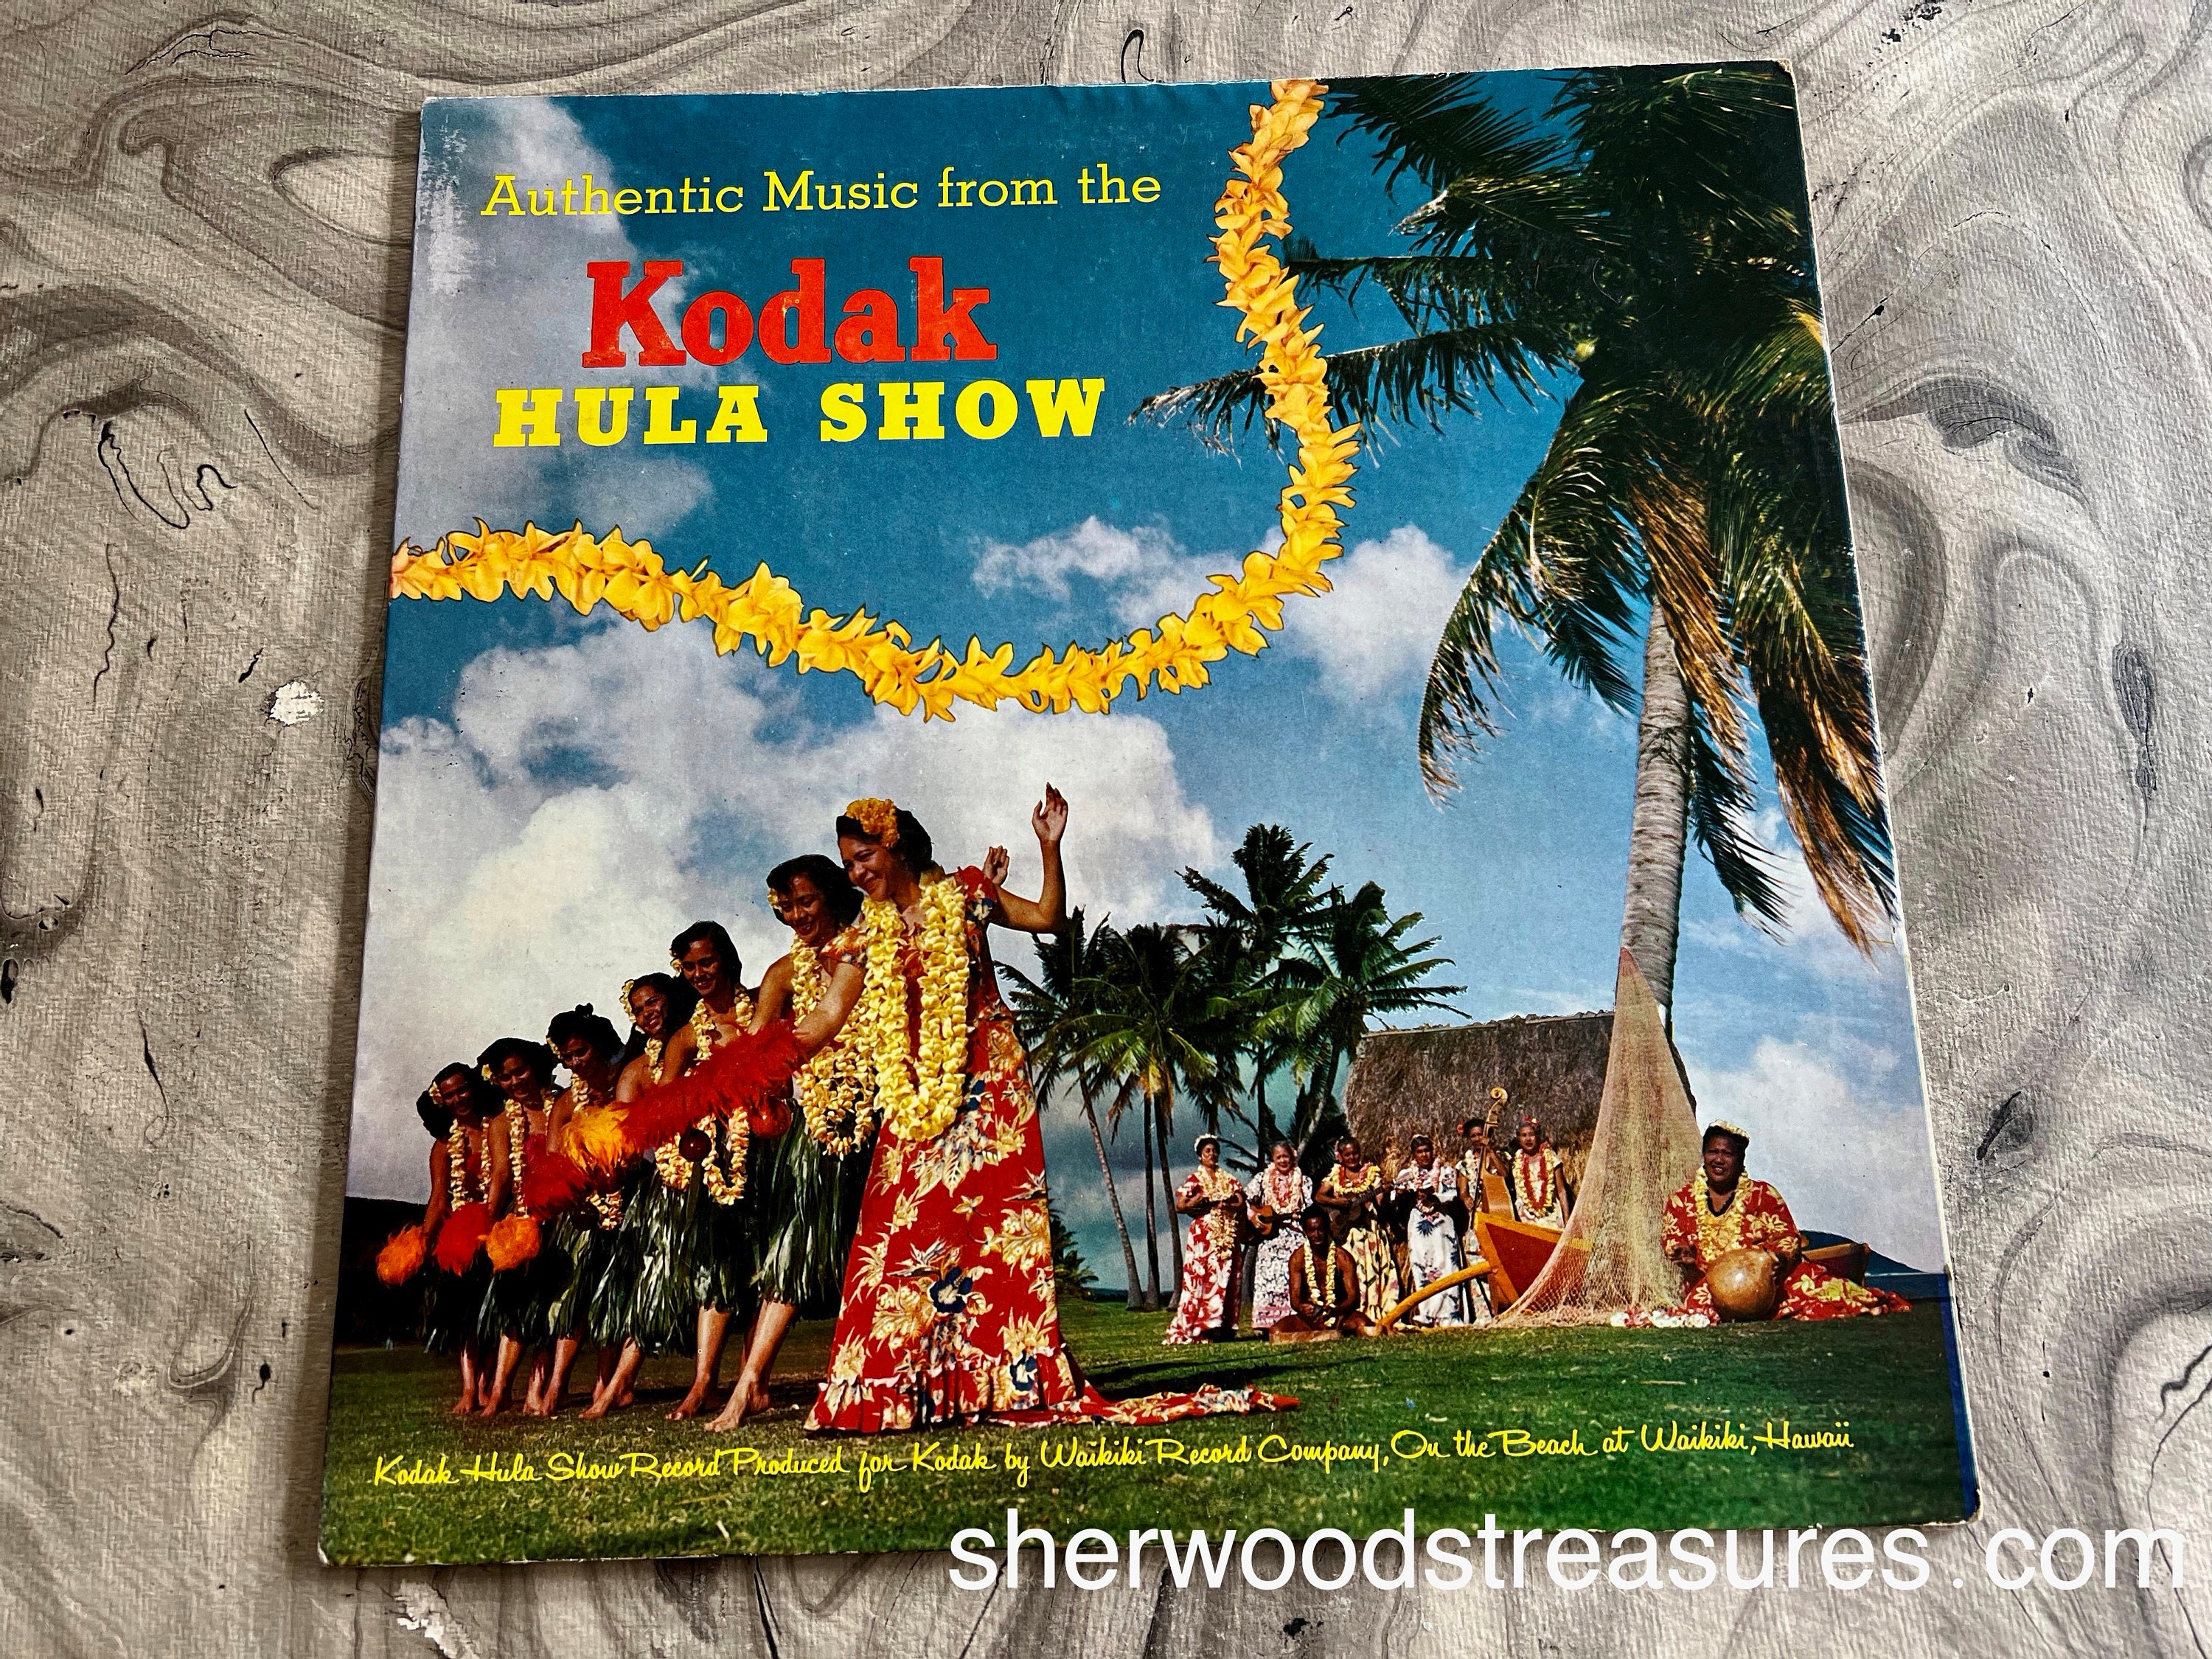 Authentic Music from the
Kodak
HULA SHOW
Kodak Hula Show Record Produced for Kodak by Waikiki Record Company, On the Beach at Waikiki, Hawaii
sherwoodstreasures.com